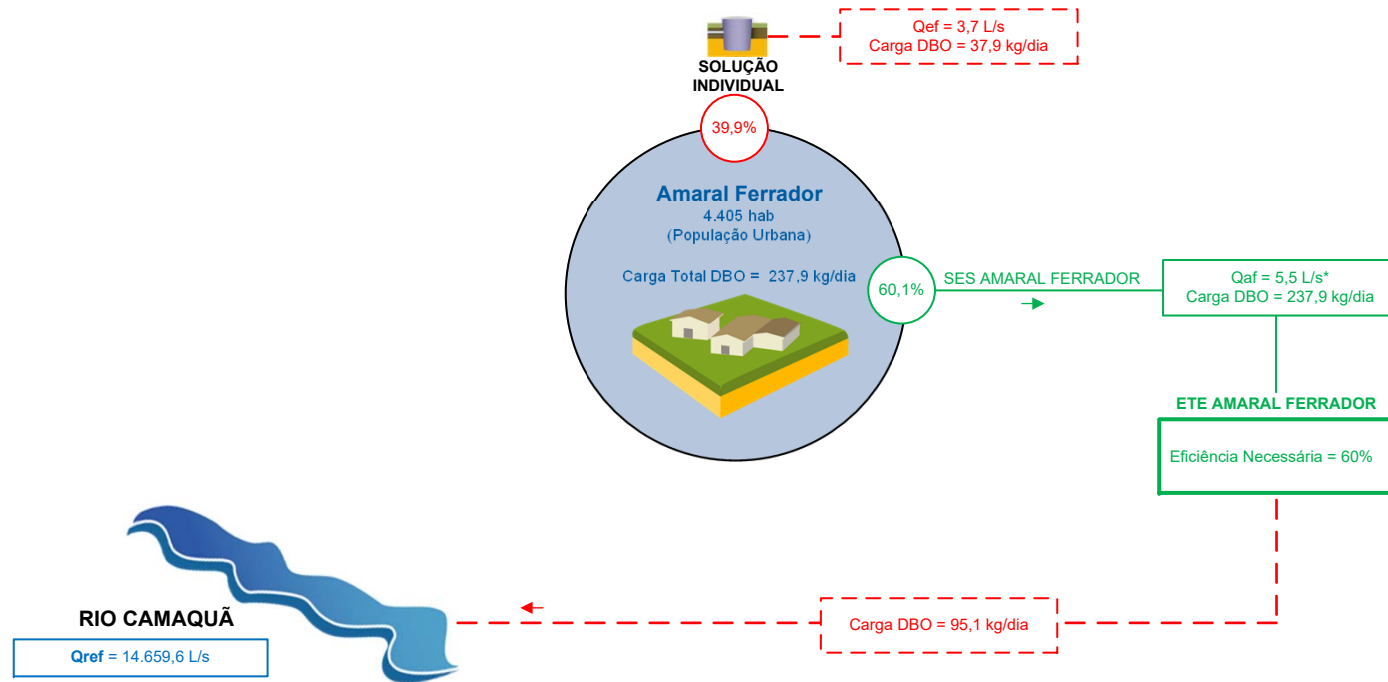 Qef = 3,7 L/s
Carga DBO = 37,9 kg/dia
SOLUÇÃO
INDIVIDUAL
39,9%
Amaral Ferrador
4.405 hab
(População Urbana)
Carga Total DBO = 237,9 kg/dia
60,1%
SES AMARAL FERRADOR
Qaf = 5,5 L/s*
Carga DBO = 237,9 kg/dia
ETE AMARAL FERRADOR
Eficiência Necessária = 60%
Carga DBO = 95,1 kg/dia
RIO CAMAQUÃ
Qref = 14.659,6 L/s